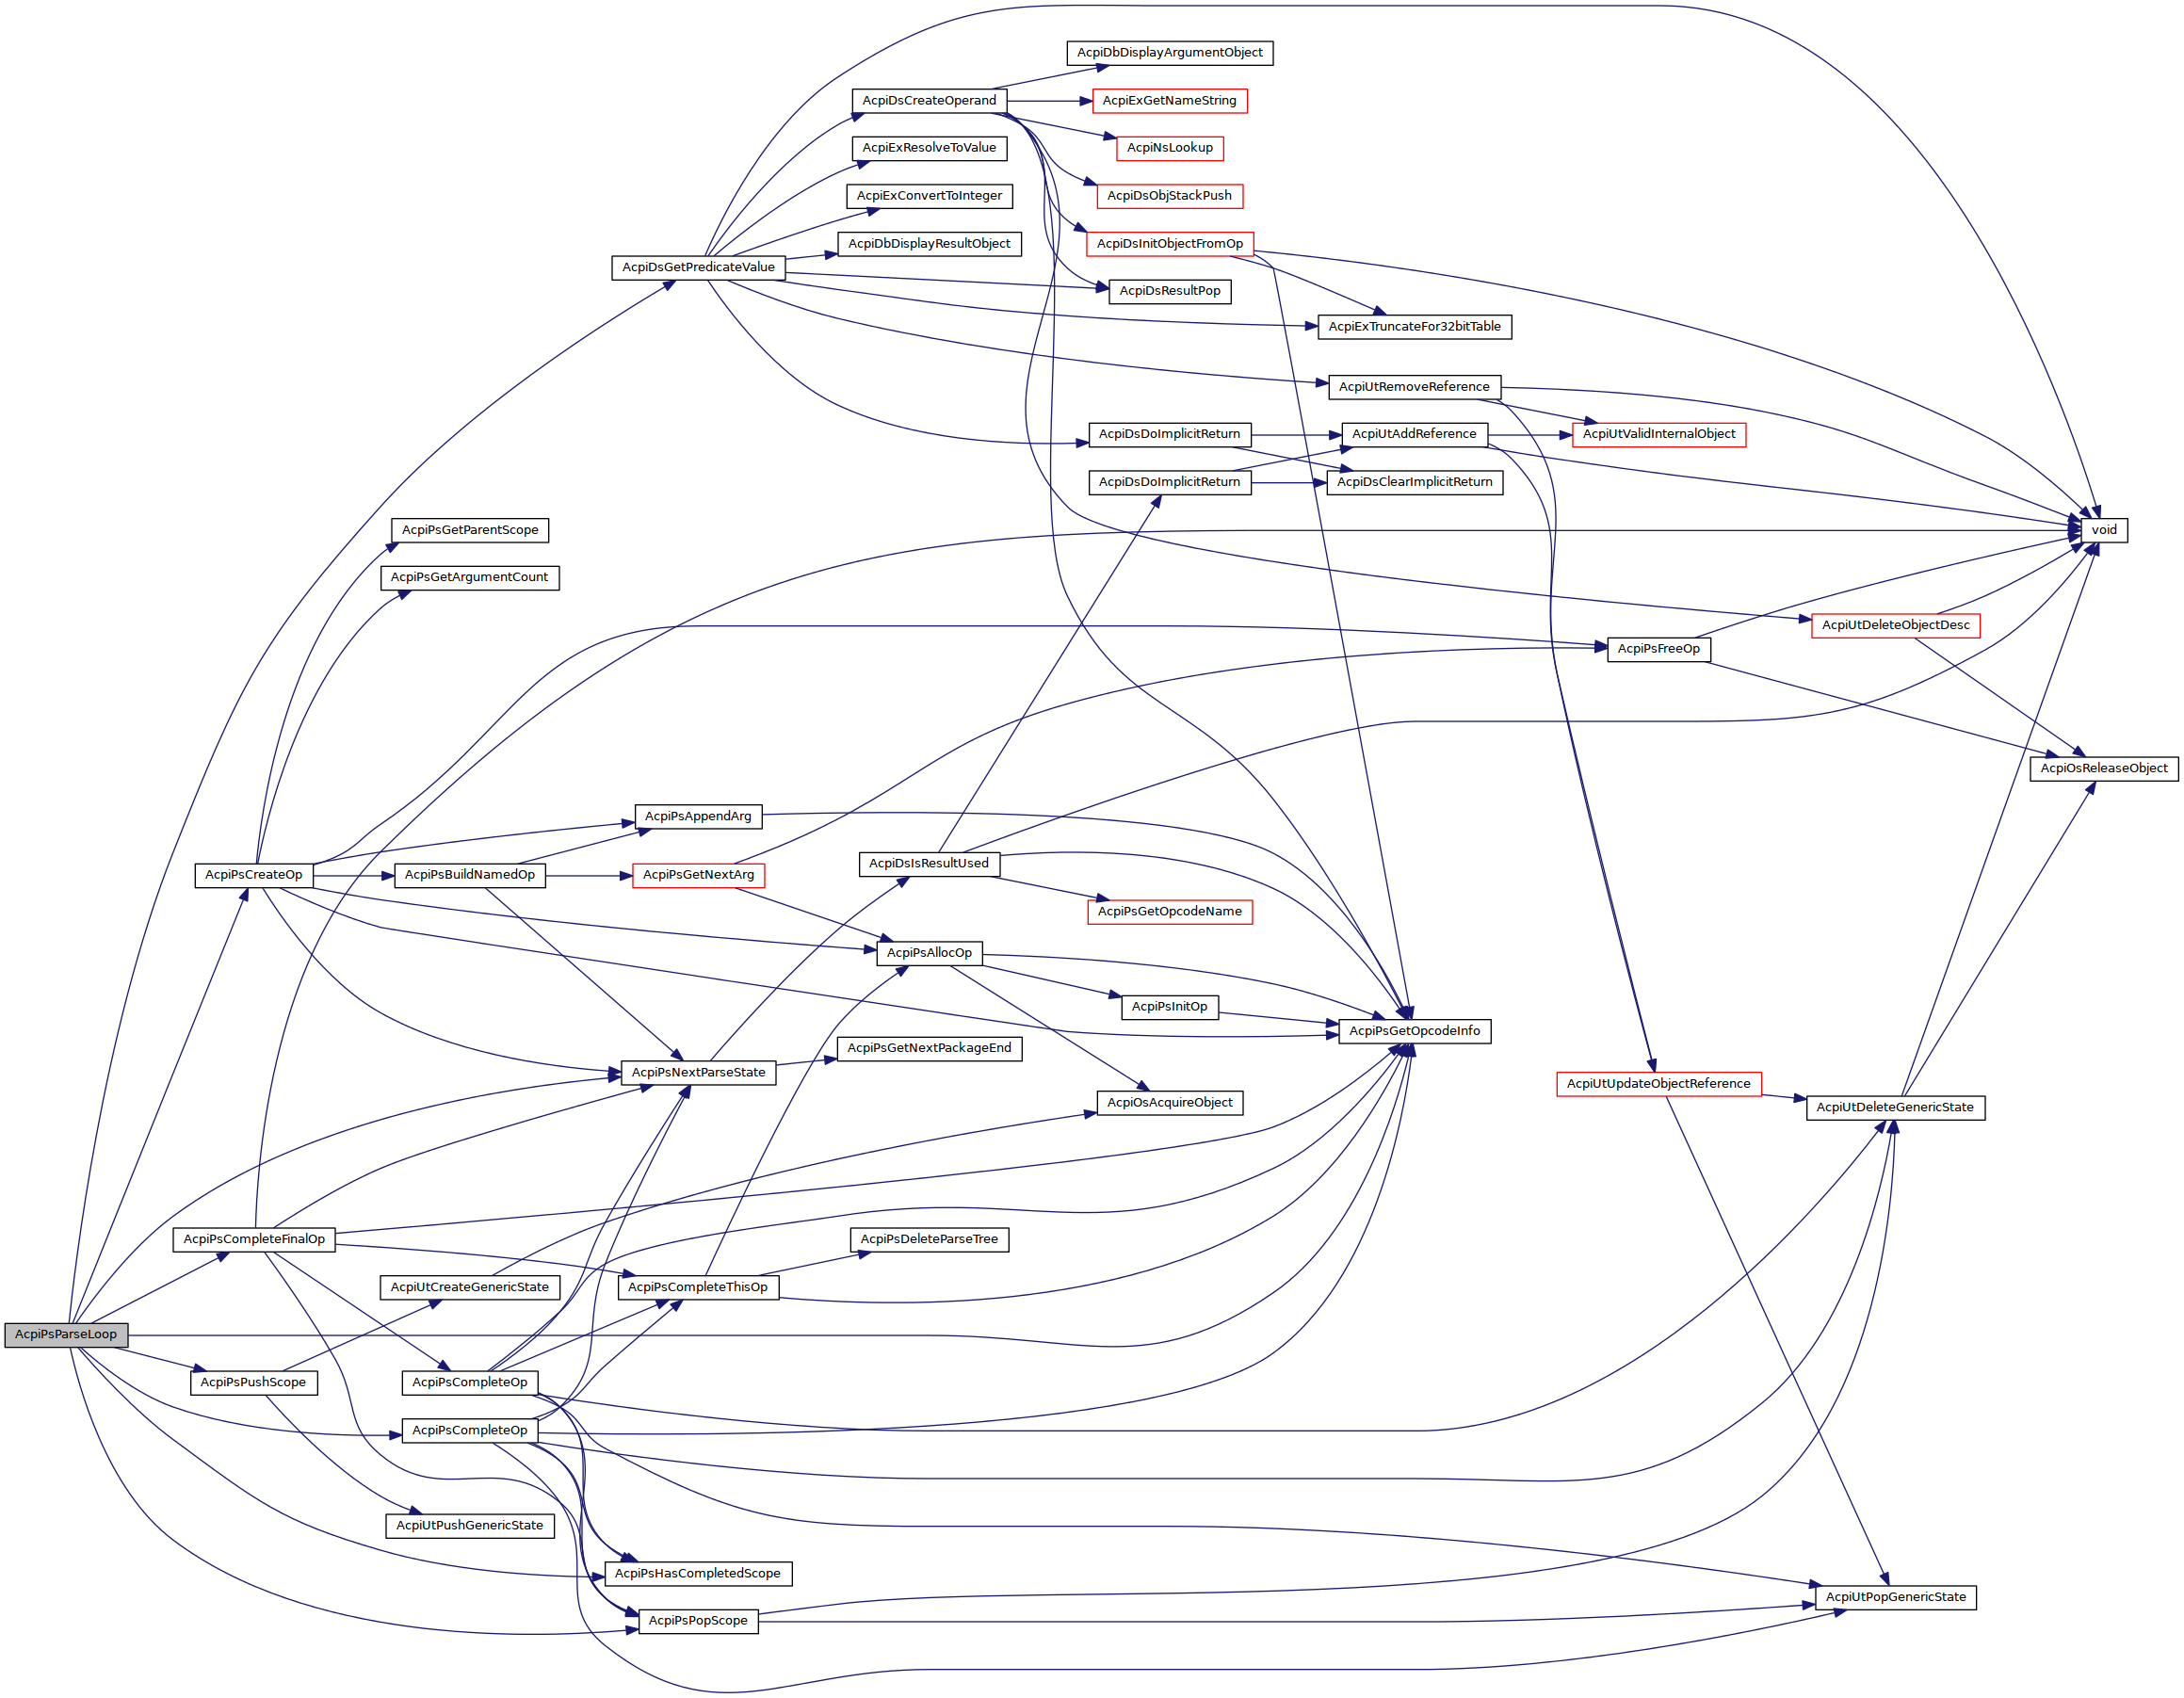 AcpiDbDisplayArgumentObject
AcpiDsCreateOperand
AcpiExGetNameString
AcpiExResolveToValue
AcpiNsLookup
AcpiExConvertToInteger
AcpiDsObjStackPush
AcpiDbDisplayResultObject
AcpiDsInitObjectFromOp
AcpiDsGetPredicateValue
AcpiDsResultPop
AcpiExTruncateFor32bitTable
AcpiUtRemoveReference
AcpiDsDoImplicitReturn
AcpiUtAddReference
AcpiUtValidInternalObject
AcpiDsDoImplicitReturn
AcpiDsClearImplicitReturn
AcpiPsGetParentScope
void
AcpiPsGetArgumentCount
AcpiUtDeleteObjectDesc
AcpiPsFreeOp
AcpiOsReleaseObject
AcpiPsAppendArg
AcpiPsCreateOp
AcpiPsBuildNamedOp
AcpiPsGetNextArg
AcpiDsIsResultUsed
AcpiPsGetOpcodeName
AcpiPsAllocOp
AcpiPsInitOp
AcpiPsGetOpcodeInfo
AcpiPsGetNextPackageEnd
AcpiPsNextParseState
AcpiOsAcquireObject
AcpiUtUpdateObjectReference
AcpiUtDeleteGenericState
AcpiPsCompleteFinalOp
AcpiPsDeleteParseTree
AcpiUtCreateGenericState
AcpiPsCompleteThisOp
AcpiPsParseLoop
AcpiPsPushScope
AcpiPsCompleteOp
AcpiPsCompleteOp
AcpiUtPushGenericState
AcpiPsHasCompletedScope
AcpiUtPopGenericState
AcpiPsPopScope